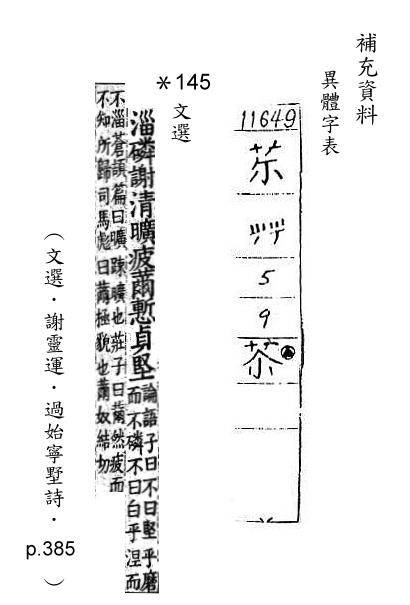 補充資料
異體字表
11649
苶
艸
5
9
＊145
文選
淄磷謝清曠疲薾慙貞堅
論語子曰不曰堅乎磨
而不磷不曰白乎涅而
不淄蒼頡篇曰曠踈曠也莊子曰薾然疲而
不知所歸司馬彪曰薾極貌也薾奴結切
（文選．謝靈運．過始寧墅詩．p.385）